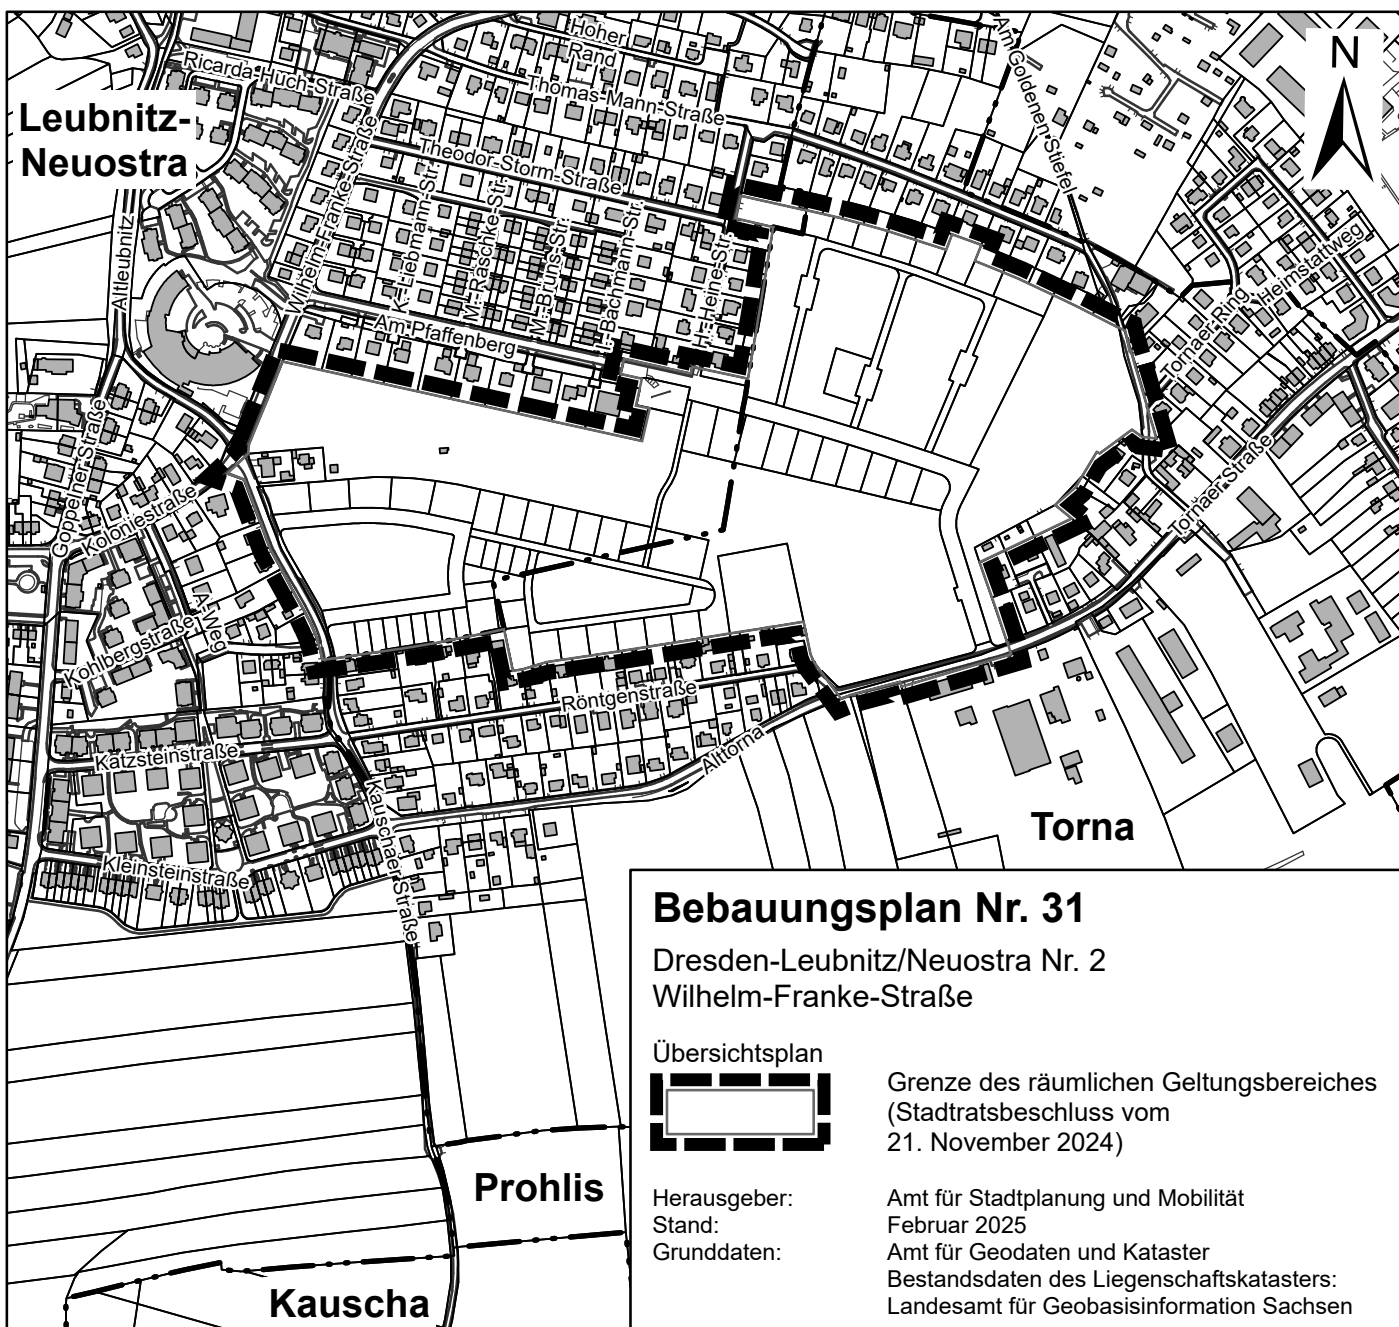 Hoher
Rand
Am Goldenen Stiefel
N
Ricarda-Huch-Straße
Thomas-Mann-Straße
Leubnitz-
Neuostra
Wilhelm-Franke-Straße
Theodor-Storm-Straße
K.-Liebmann-Str.
M.-Raschke-Str.
M.-Bruns-Str.
I.-Bachmann-Str.
H.-Heine-Str.
Altleubnitz
Am Pfaffenberg
Tornaer Ring
Heimstattweg
Goppelner Straße
Koloniestraße
Tornaer Straße
A-Weg
Kohlbergstraße
Röntgenstraße
Katzsteinstraße
Alttorna
Kauschaer Straße
Torna
Kleinsteinstraße
Bebauungsplan Nr. 31
Dresden-Leubnitz/Neuostra Nr. 2
Wilhelm-Franke-Straße
Übersichtsplan
Grenze des räumlichen Geltungsbereiches
(Stadtratsbeschluss vom
21. November 2024)
Prohlis
Herausgeber: Amt für Stadtplanung und Mobilität
Stand: Februar 2025
Grunddaten: Amt für Geodaten und Kataster
Bestandsdaten des Liegenschaftskatasters:
Landesamt für Geobasisinformation Sachsen
Kauscha